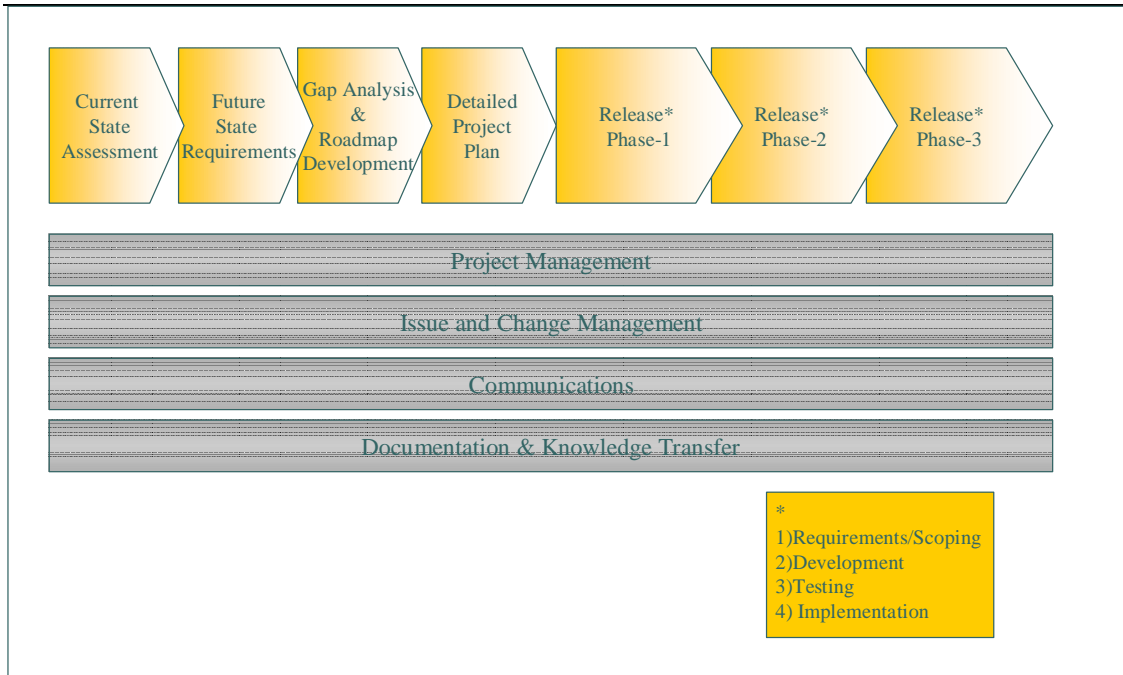 Current
State
Assessment
Future
State
Requirements
Gap Analysis
&
Roadmap
Development
Detailed
Project
Plan
Release*
Phase-1
Release*
Phase-2
Release*
Phase-3
Project Management
Issue and Change Management
Communications
Documentation & Knowledge Transfer
*
1)Requirements/Scoping
2)Development
3)Testing
4) Implementation